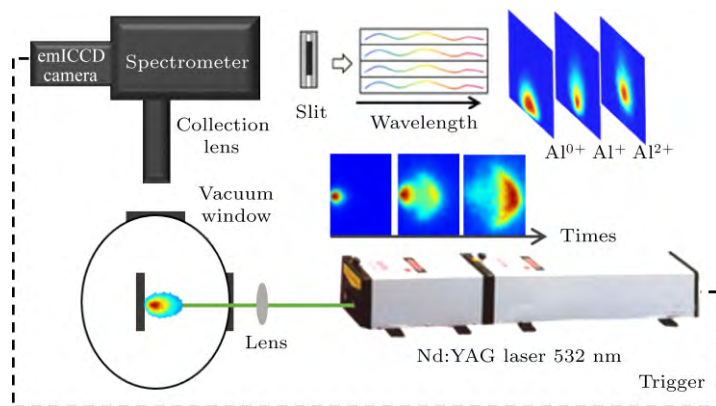 emICCD
camera
Spectrometer
Collection
lens
Slit
Wavelength
Al0+ Al+ Al2+
Vacuum
window
Times
Lens
Nd:YAG laser 532 nm
Trigger